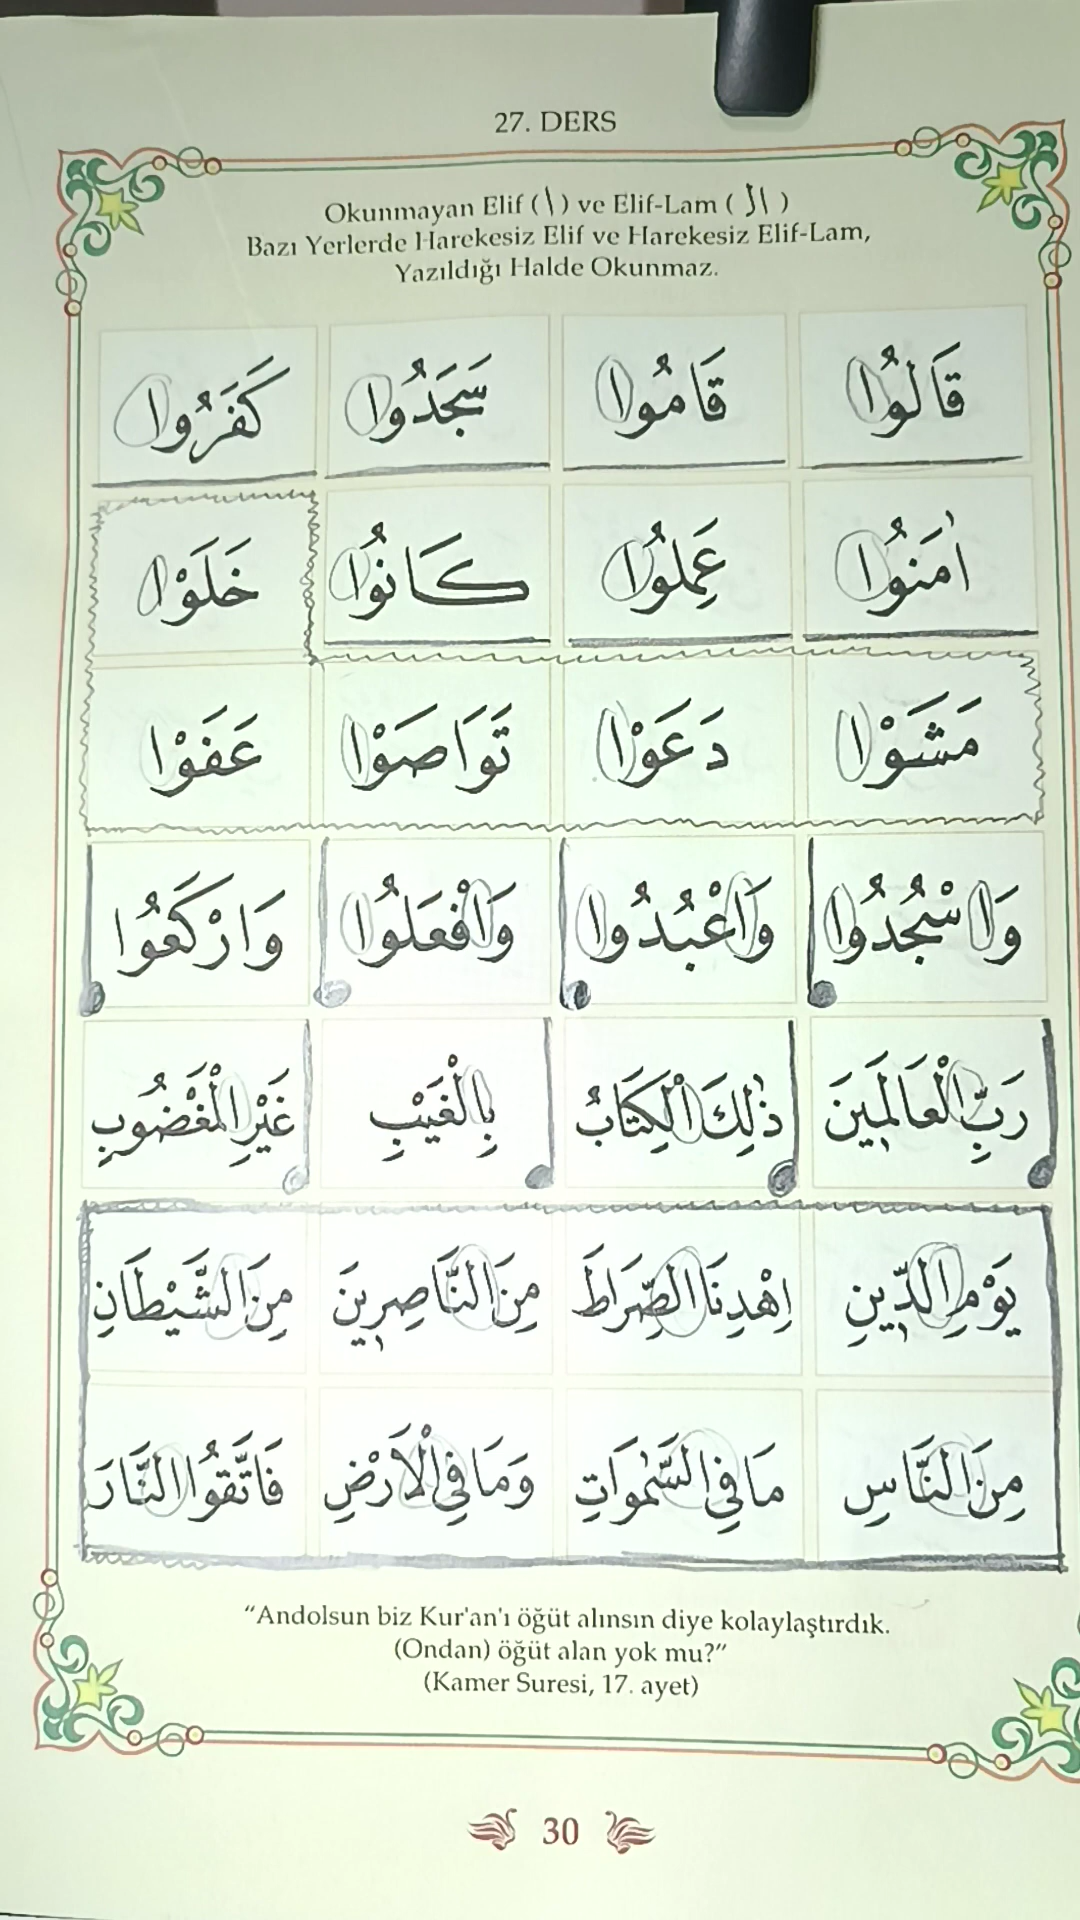 27. DERS
Okunmayan Elif ( ا ) ve Elif-Lam ( ال )
Bazı Yerlerde Harekesiz Elif ve Harekesiz Elif-Lam,
Yazıldığı Halde Okunmaz.
قَالُوا قَامُوا سَجَدُوا كَفَرُوا
اٰمَنُوا عَمِلُوا كَانُوا خَلَوْا
مَشَوْا دَعَوْا تَوَاصَوْا عَفَوْا
وَاسْجُدُوا وَاعْبُدُوا وَافْعَلُوا وَارْكَعُوا
رَبِّ الْعَالَمٖينَ ذٰلِكَ الْكِتَابُ بِالْغَيْبِ غَيْرِ الْمَغْضُوبِ
يَوْمِ الدّٖينِ اِهْدِنَا الصِّرَاطَ مِنَ النَّاصِرٖينَ مِنَ الشَّيْطَانِ
مِنَ النَّاسِ مَا فِي السَّمٰوَاتِ وَمَا فِي الْاَرْضِ فَاتَّقُوا النَّارَ
“Andolsun biz Kur'an'ı öğüt alınsın diye kolaylaştırdık.
(Ondan) öğüt alan yok mu?”
(Kamer Suresi, 17. ayet)
30